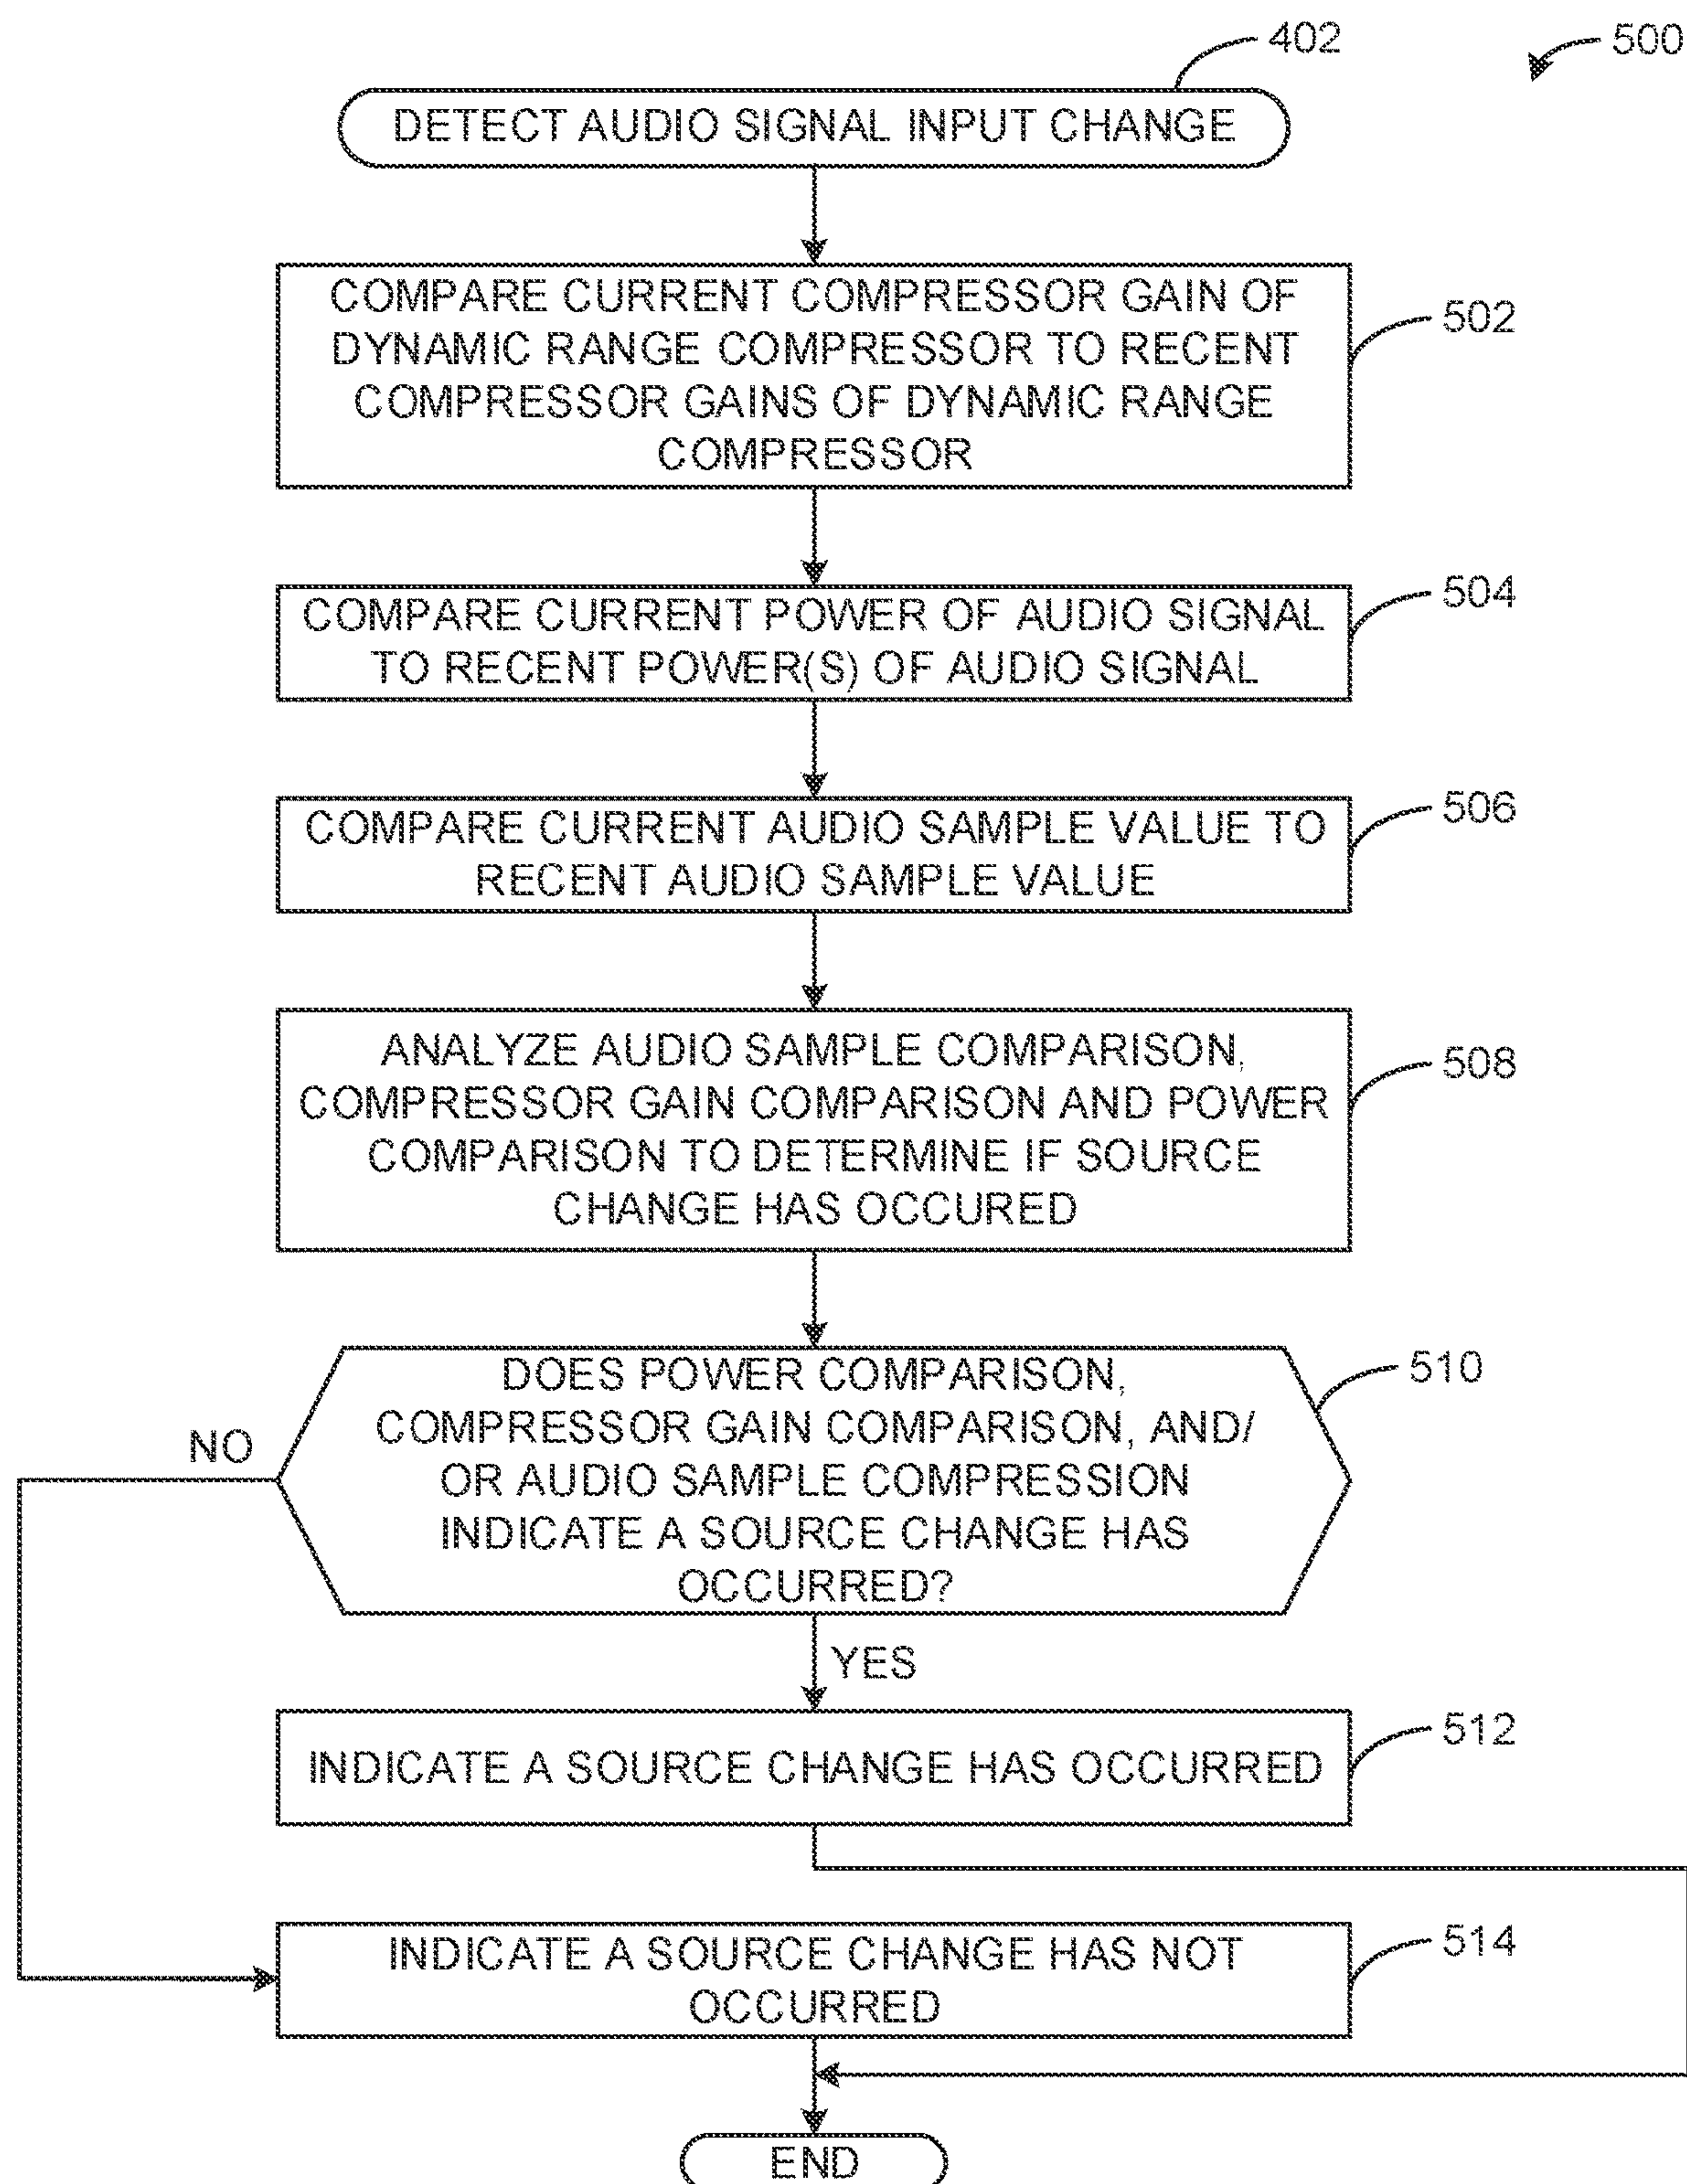 402
500
DETECT AUDIO SIGNAL INPUT CHANGE
COMPARE CURRENT COMPRESSOR GAIN OF
DYNAMIC RANGE COMPRESSOR TO RECENT
COMPRESSOR GAINS OF DYNAMIC RANGE
COMPRESSOR
502
COMPARE CURRENT POWER OF AUDIO SIGNAL
TO RECENT POWER(S) OF AUDIO SIGNAL
504
COMPARE CURRENT AUDIO SAMPLE VALUE TO
RECENT AUDIO SAMPLE VALUE
506
ANALYZE AUDIO SAMPLE COMPARISON,
COMPRESSOR GAIN COMPARISON AND POWER
COMPARISON TO DETERMINE IF SOURCE
CHANGE HAS OCCURED
508
DOES POWER COMPARISON,
COMPRESSOR GAIN COMPARISON, AND/
OR AUDIO SAMPLE COMPRESSION
INDICATE A SOURCE CHANGE HAS
OCCURRED?
510
NO
YES
INDICATE A SOURCE CHANGE HAS OCCURRED
512
INDICATE A SOURCE CHANGE HAS NOT
OCCURRED
514
END